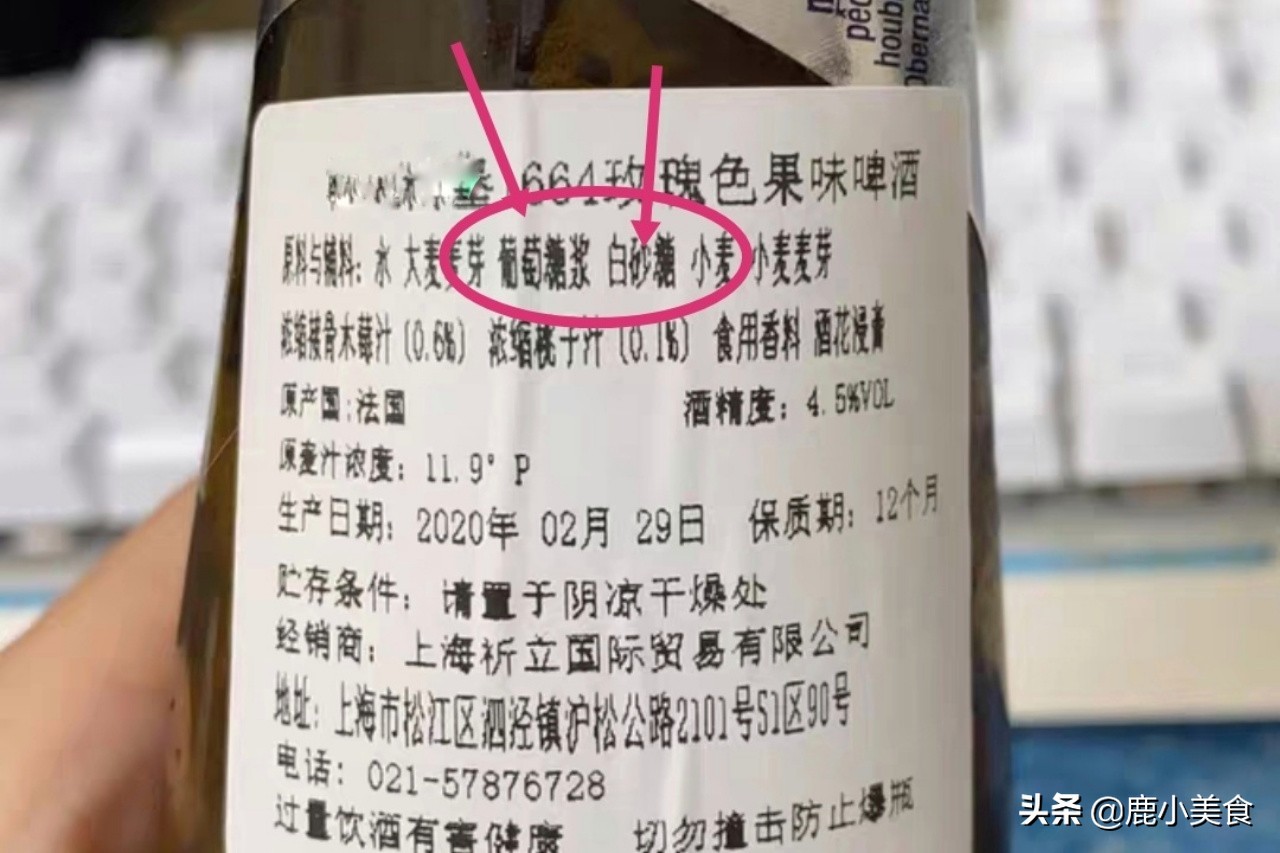 péc
houbl
Oberna
664玫瑰色果味啤酒
原料与辅料：水 大麦麦芽 葡萄糖浆 白砂糖 小麦 小麦麦芽
浓缩接骨木莓汁（0.6%） 浓缩桃子汁（0.1%） 食用香料 酒花浸膏
原产国：法国 酒精度：4.5%VOL
原麦汁浓度：11.9°P
生产日期：2020年 02月 29日 保质期：12个月
贮存条件：请置于阴凉干燥处
经销商：上海祈立国际贸易有限公司
地址：上海市松江区泗泾镇沪松公路2101号51区90号
电话：021-57876728
过量饮酒有害健康 切勿撞击防止爆瓶
头条 @鹿小美食